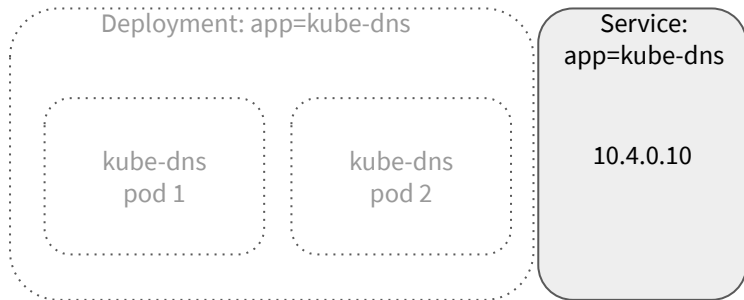 Deployment: app=kube-dns
kube-dns
pod 1
kube-dns
pod 2
Service:
app=kube-dns
10.4.0.10